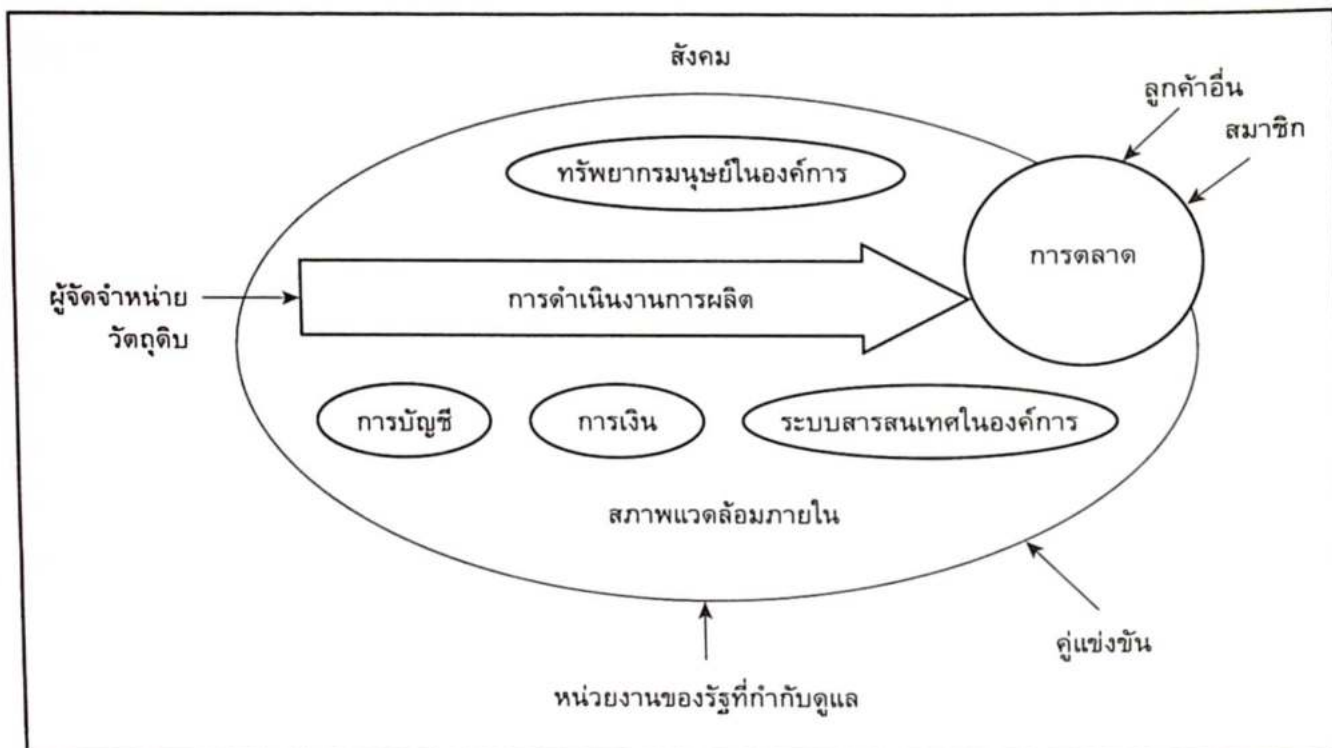 สังคม
ลูกค้าอื่น
สมาชิก
ทรัพยากรมนุษย์ในองค์การ
การตลาด
ผู้จัดจำหน่าย
วัตถุดิบ
การดำเนินงานการผลิต
การบัญชี
การเงิน
ระบบสารสนเทศในองค์การ
สภาพแวดล้อมภายใน
คู่แข่งขัน
หน่วยงานของรัฐที่กำกับดูแล